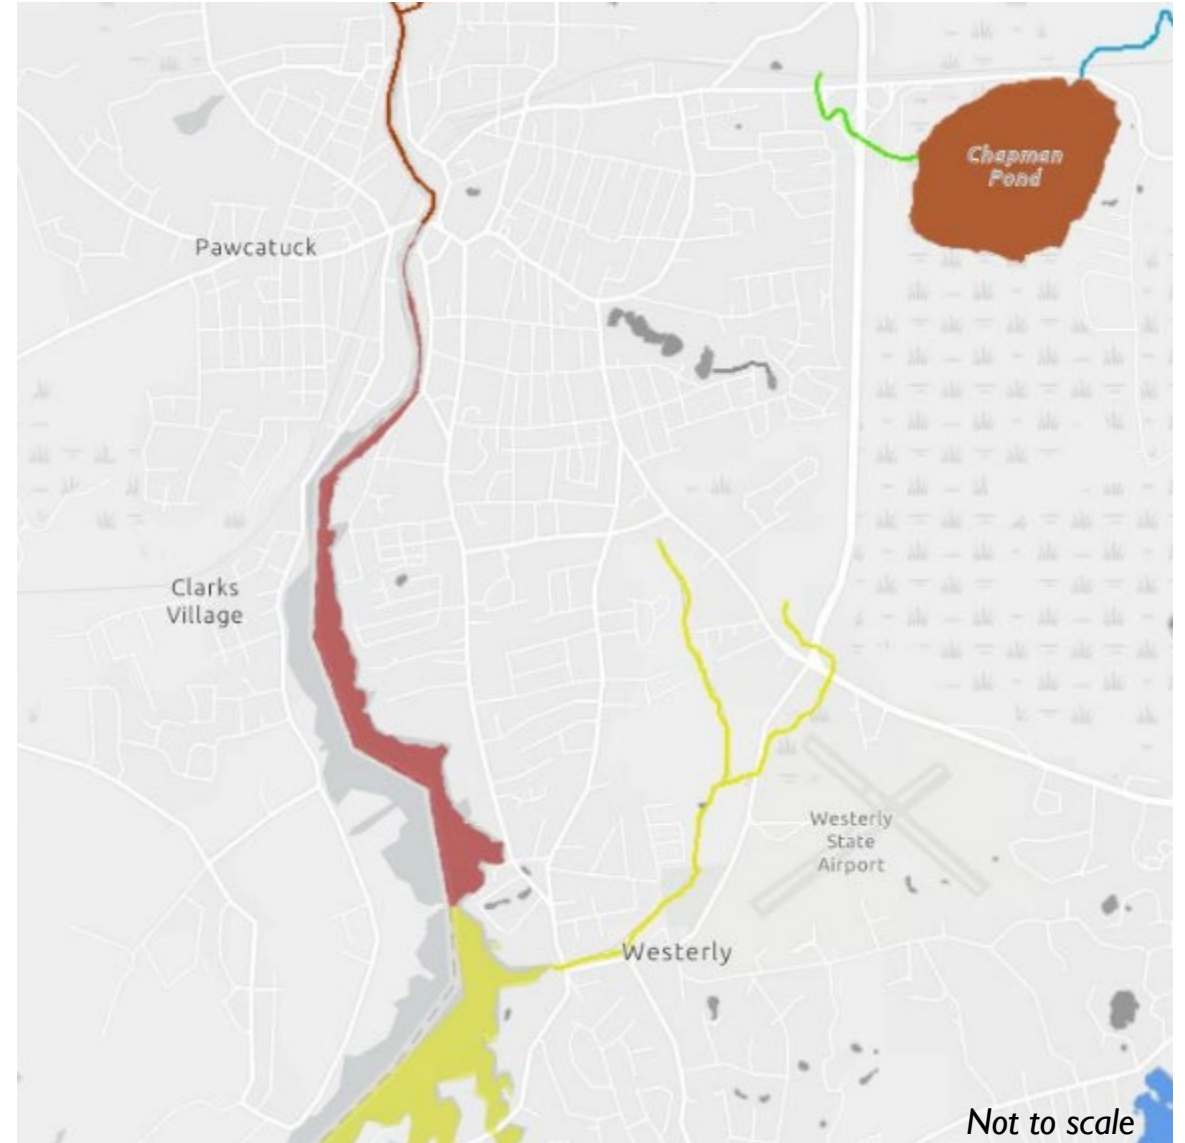 Chapman
Pond
Pawcatuck
Clarks
Village
Westerly
State
Airport
Westerly
Not to scale